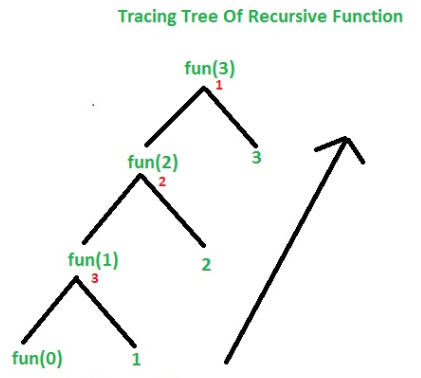 Tracing Tree Of Recursive Function
fun(3)
1
fun(2)
3
2
fun(1)
2
3
fun(0)
1